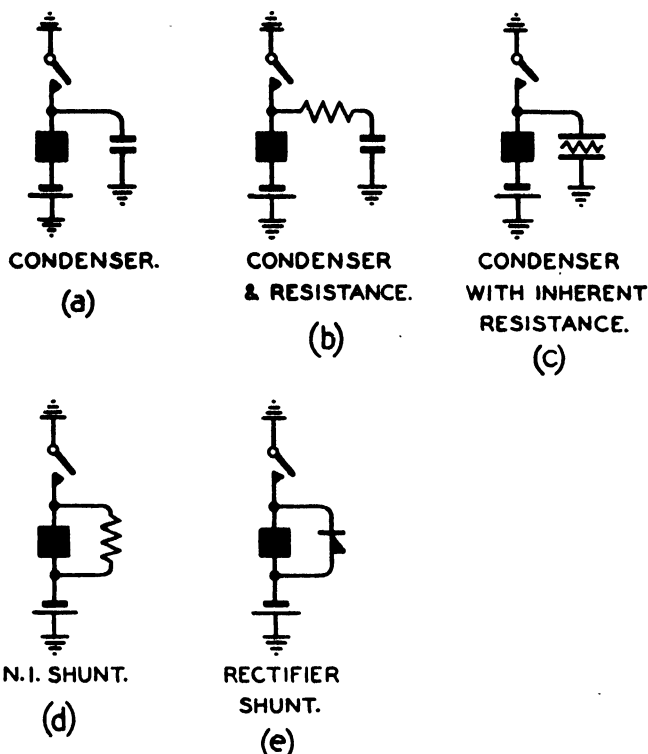 CONDENSER.
(a)
CONDENSER
& RESISTANCE.
(b)
CONDENSER
WITH INHERENT
RESISTANCE.
(c)
N.I. SHUNT.
(d)
RECTIFIER
SHUNT.
(e)